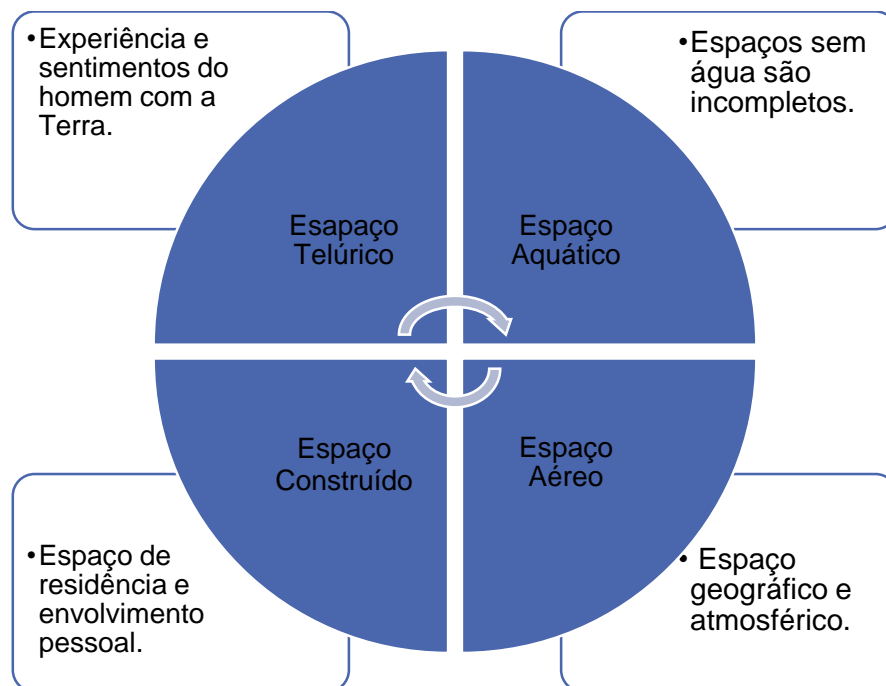 •Experiência e
sentimentos do
homem com a
Terra.
•Espaços sem
água são
incompletos.
Esapaço
Telúrico
Espaço
Aquático
Espaço
Construído
Espaço
Aéreo
•Espaço de
residência e
envolvimento
pessoal.
• Espaço
geográfico e
atmosférico.